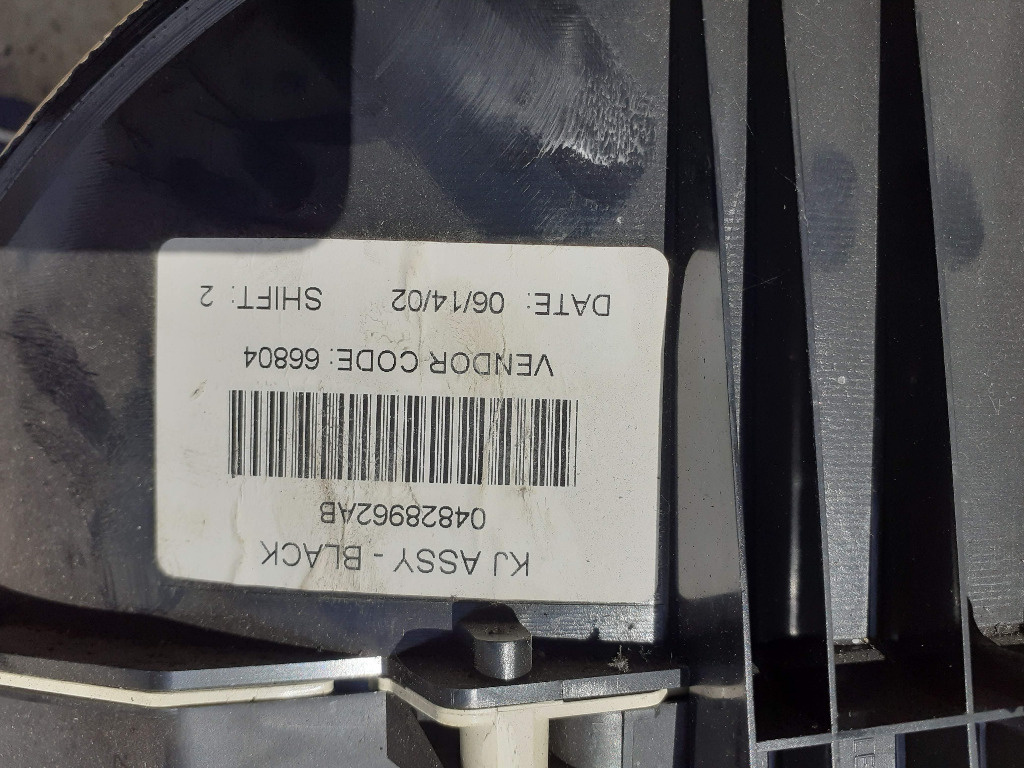 KJ ASSY - BLACK
04828962AB
VENDOR CODE: 66804
DATE: 06/14/02 SHIFT: 2